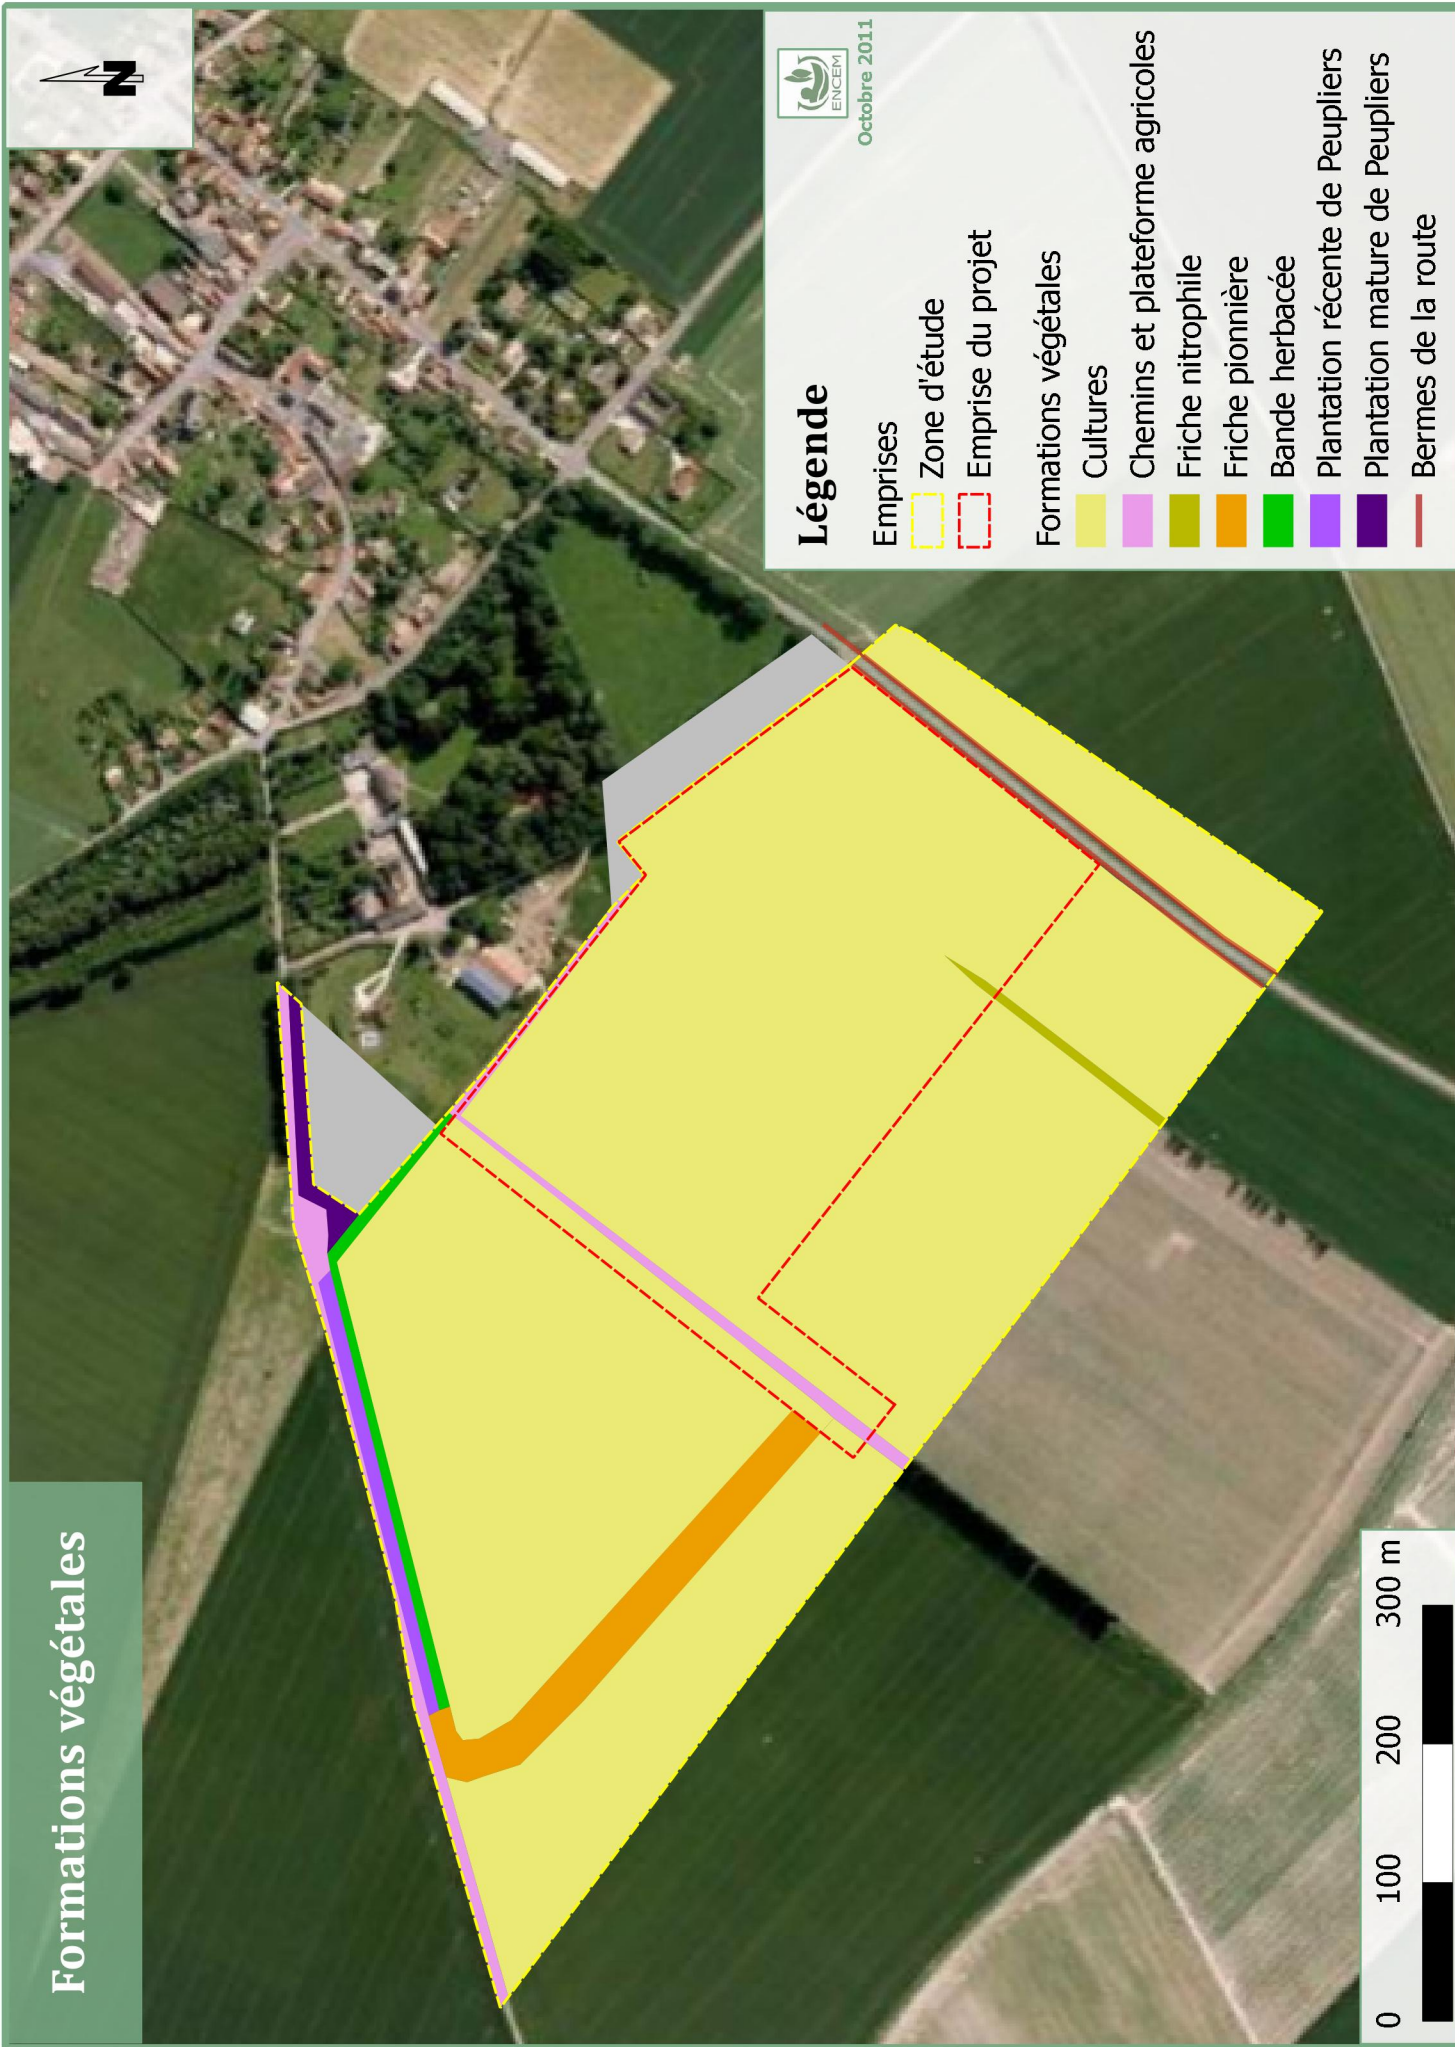 Formations végétales
N
ENCEM
Octobre 2011
Légende
Emprises
Zone d'étude
Emprise du projet
Formations végétales
Cultures
Chemins et plateforme agricoles
Friche nitrophile
Friche pionnière
Bande herbacée
Plantation récente de Peupliers
Plantation mature de Peupliers
Bermes de la route
0 100 200 300 m